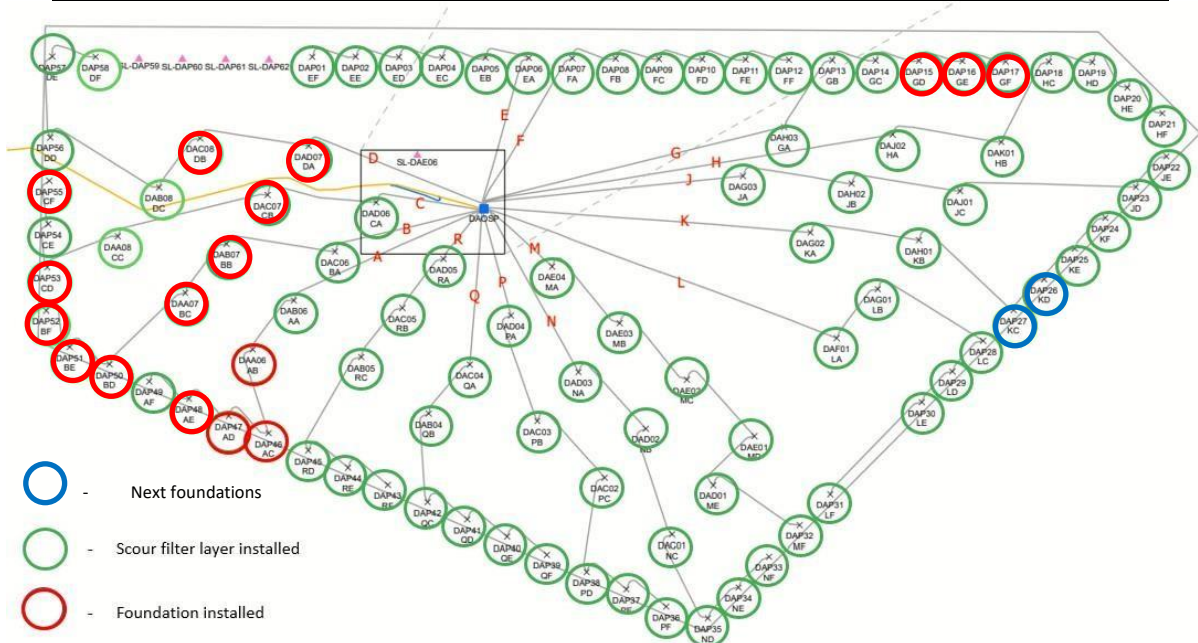 DAP57
DE
DAP58
DF
SL-DAP59 SL-DAP60 SL-DAP61 SL-DAP62
DAP01
EF
DAP02
EE
DAP03
ED
DAP04
EC
DAP05
EB
DAP06
EA
DAP07
FA
DAP08
FB
DAP09
FC
DAP10
FD
DAP11
FE
DAP12
FF
DAP13
GB
DAP14
GC
DAP15
GD
DAP16
GE
DAP17
GF
DAP18
HC
DAP19
HD
DAP20
HE
DAP21
HF
DAP22
JE
DAP23
JD
DAP24
KF
DAP25
KE
DAP26
KD
DAP27
KC
DAP28
LC
DAP29
LD
DAP30
LE
DAP31
LF
DAP32
MF
DAP33
NF
DAP34
NE
DAP35
ND
DAP36
PF
DAP37
PE
DAP38
PD
DAP39
QF
DAP40
QE
DAP41
QD
DAP42
QC
DAP43
RF
DAP44
RE
DAP45
RD
DAP46
AC
DAP47
AD
DAP48
AE
DAP49
AF
DAP50
BD
DAP51
BE
DAP52
BF
DAP53
CD
DAP54
CE
DAP55
CF
DAP56
DD
DAC08
DB
DAD07
DA
DAB08
DC
DAC07
CB
DAA08
CC
DAB07
BB
DAA07
BC
DAD06
CA
DAC06
BA
DAB06
AA
DAA06
AB
SL-DAE06
DAOSP
E
F
D
C
B
A
R
Q
P
M
N
G
H
J
K
L
DAH03
GA
DAJ02
HA
DAK01
HB
DAG03
JA
DAH02
JB
DAJ01
JC
DAG02
KA
DAH01
KB
DAG01
LB
DAF01
LA
DAE04
MA
DAE03
MB
DAE02
MC
DAE01
MD
DAD01
ME
DAD05
RA
DAC05
RB
DAB05
RC
DAD04
PA
DAC03
PB
DAC02
PC
DAC04
QA
DAB04
QB
DAD03
NA
DAD02
NB
DAC01
NC
- Next foundations
- Scour filter layer installed
- Foundation installed